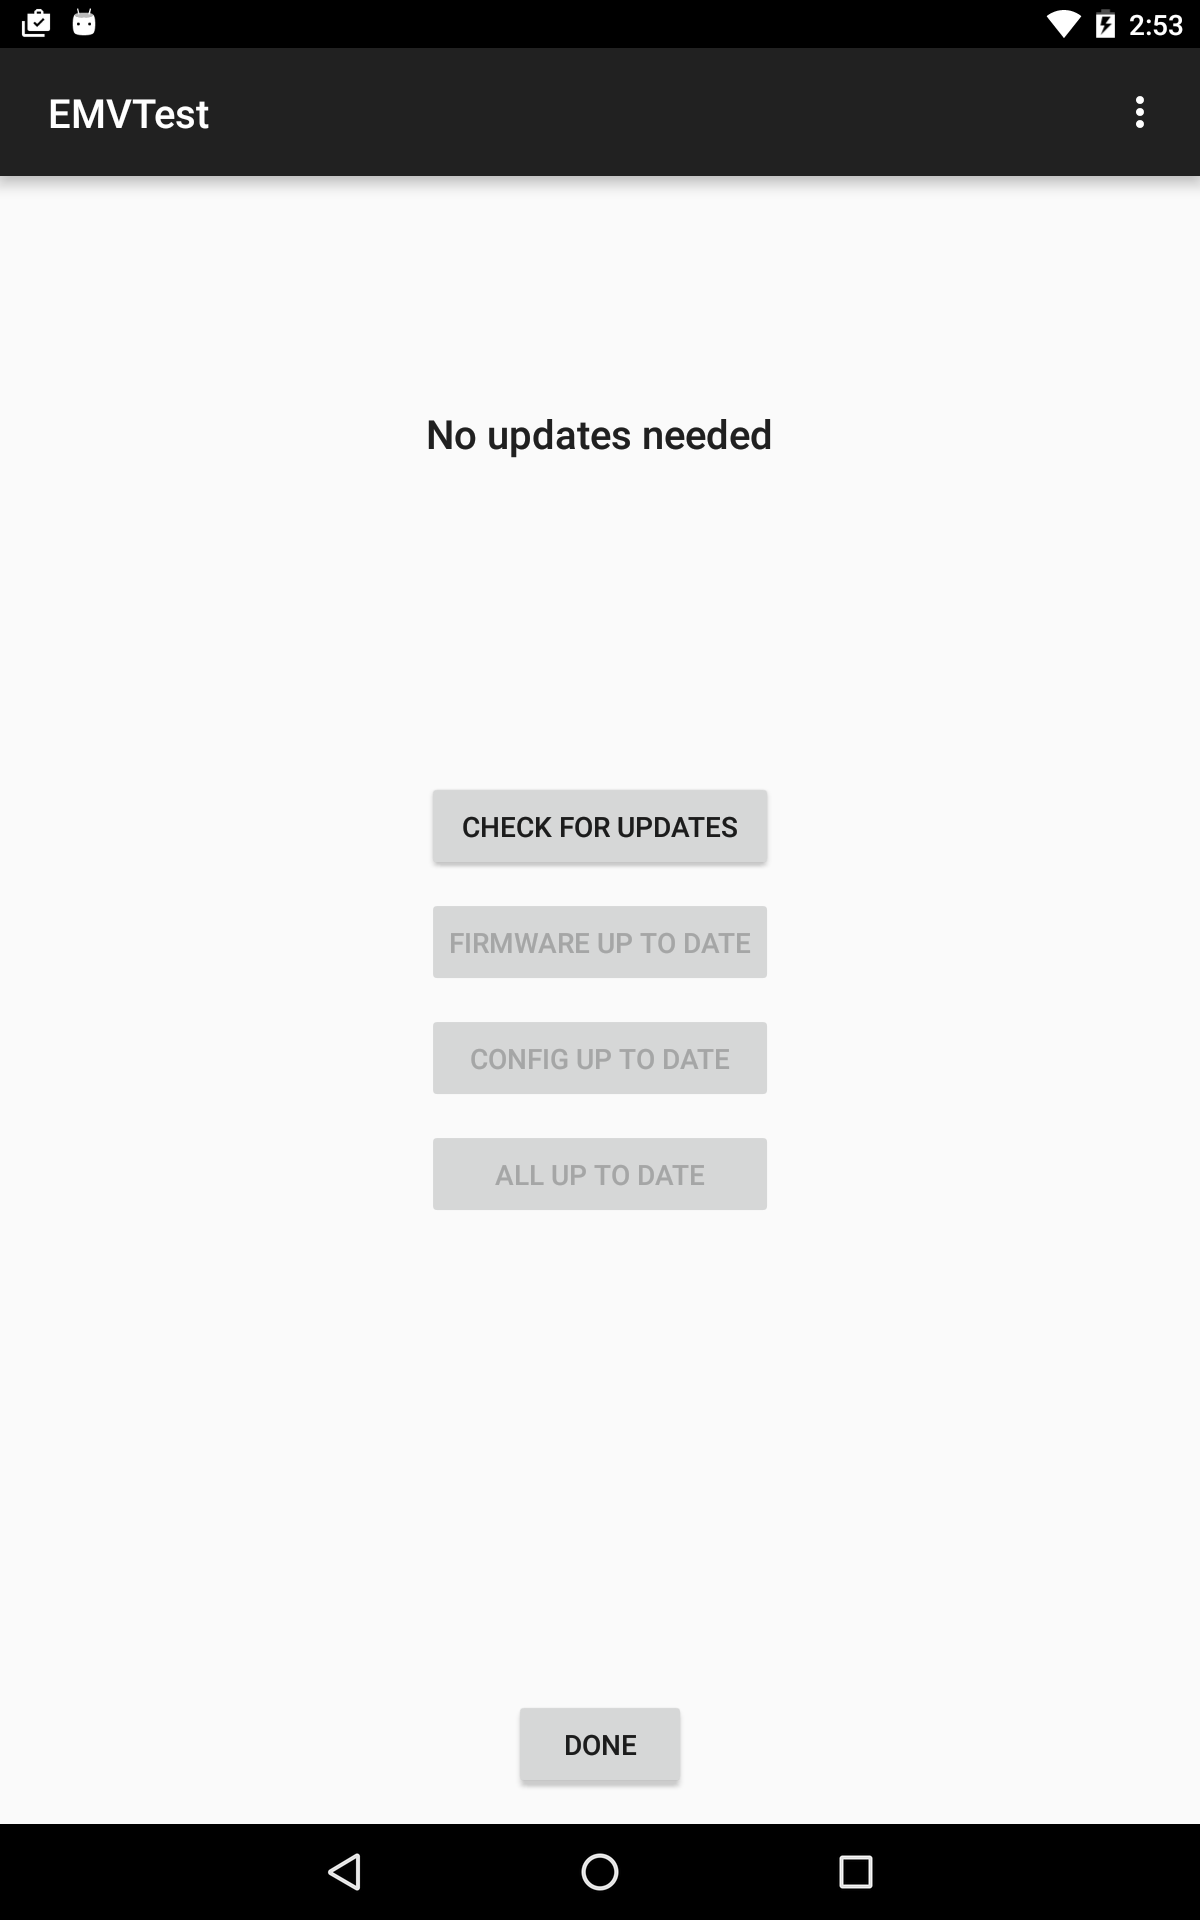 2:53
EMVTest
No updates needed
CHECK FOR UPDATES
FIRMWARE UP TO DATE
CONFIG UP TO DATE
ALL UP TO DATE
DONE